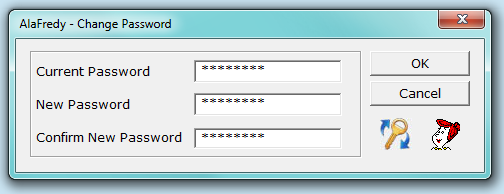 AlaFredy - Change Password
Current Password ********
OK
New Password ********
Cancel
Confirm New Password ********